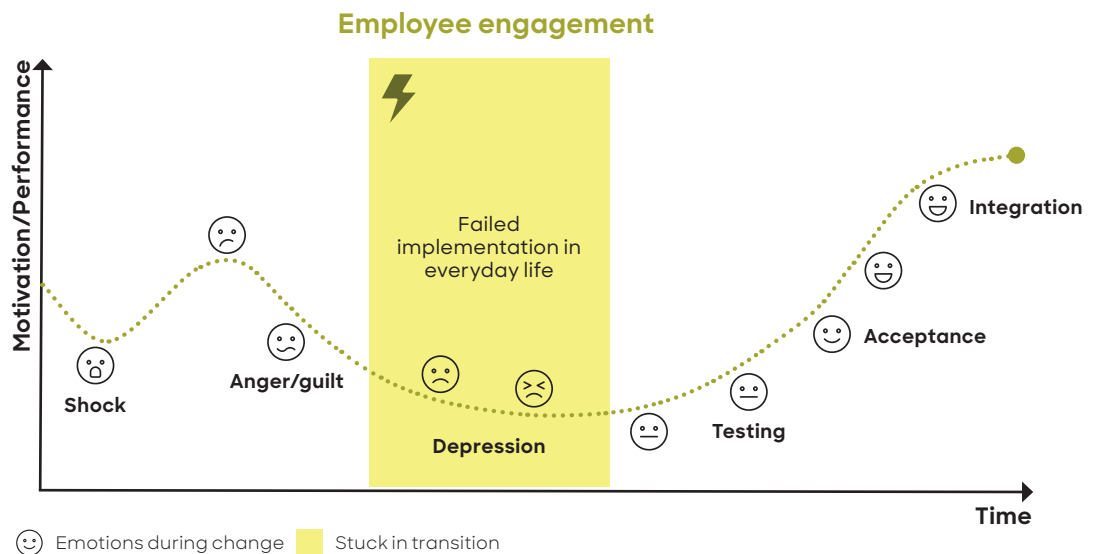 Employee engagement
Motivation/Performance
Failed
implementation in
everyday life
Integration
Acceptance
Anger/guilt
Shock
Testing
Depression
Time
Emotions during change
Stuck in transition